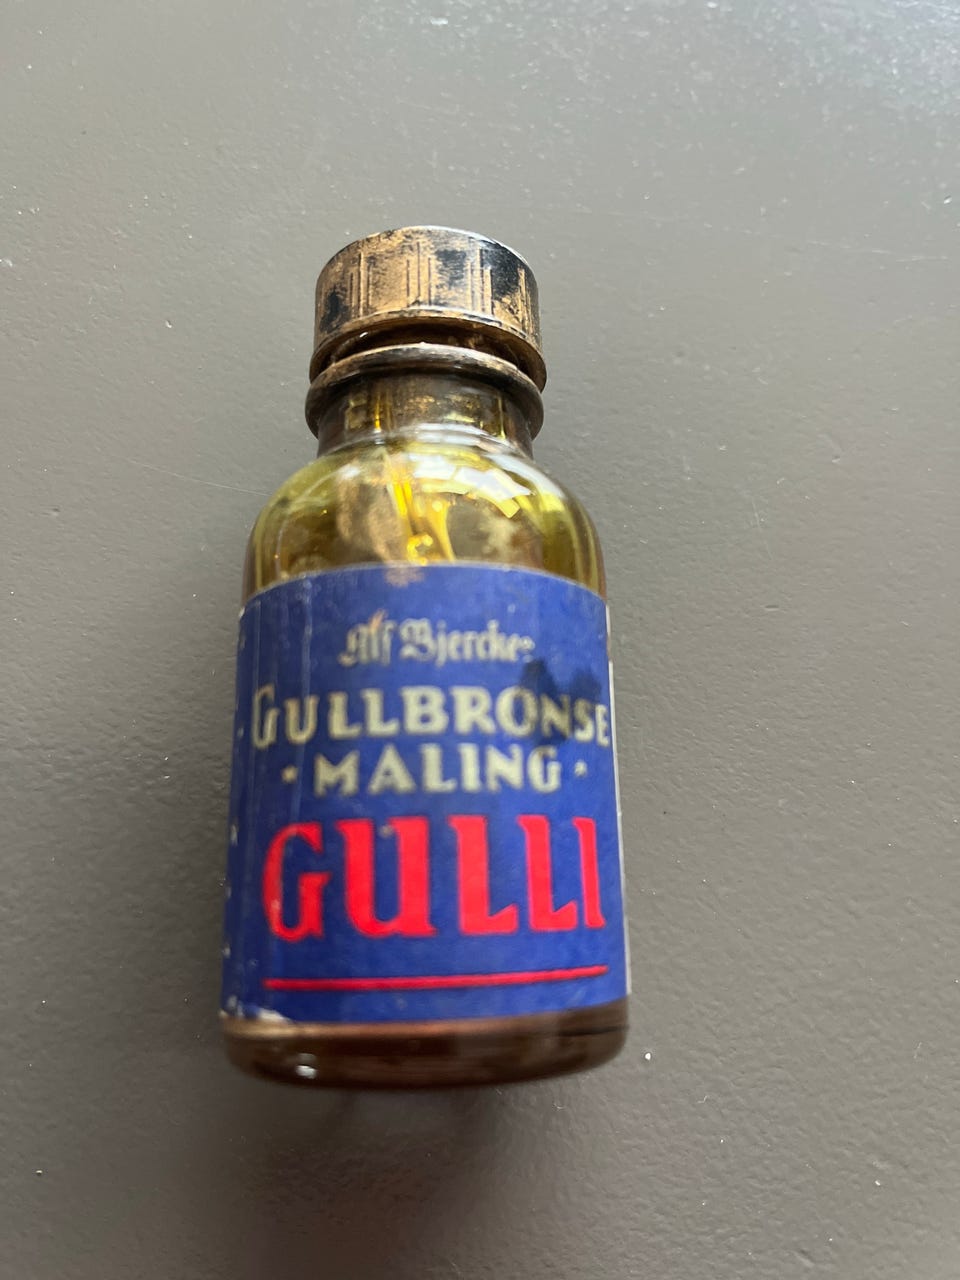 Alf Bjercke
GULLBRONSE
· MALING ·
GULLI